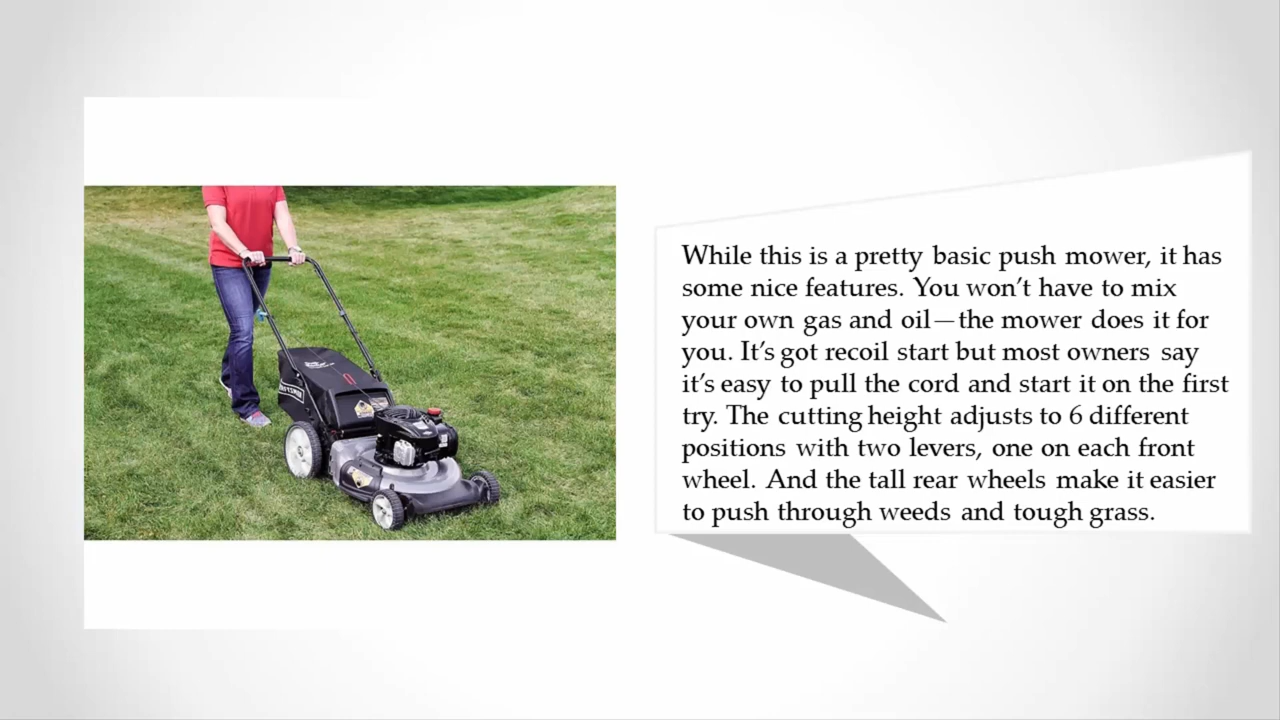 While this is a pretty basic push mower, it has
some nice features. You won't have to mix
your own gas and oil—the mower does it for
you. It's got recoil start but most owners say
it's easy to pull the cord and start it on the first
try. The cutting height adjusts to 6 different
positions with two levers, one on each front
wheel. And the tall rear wheels make it easier
to push through weeds and tough grass.